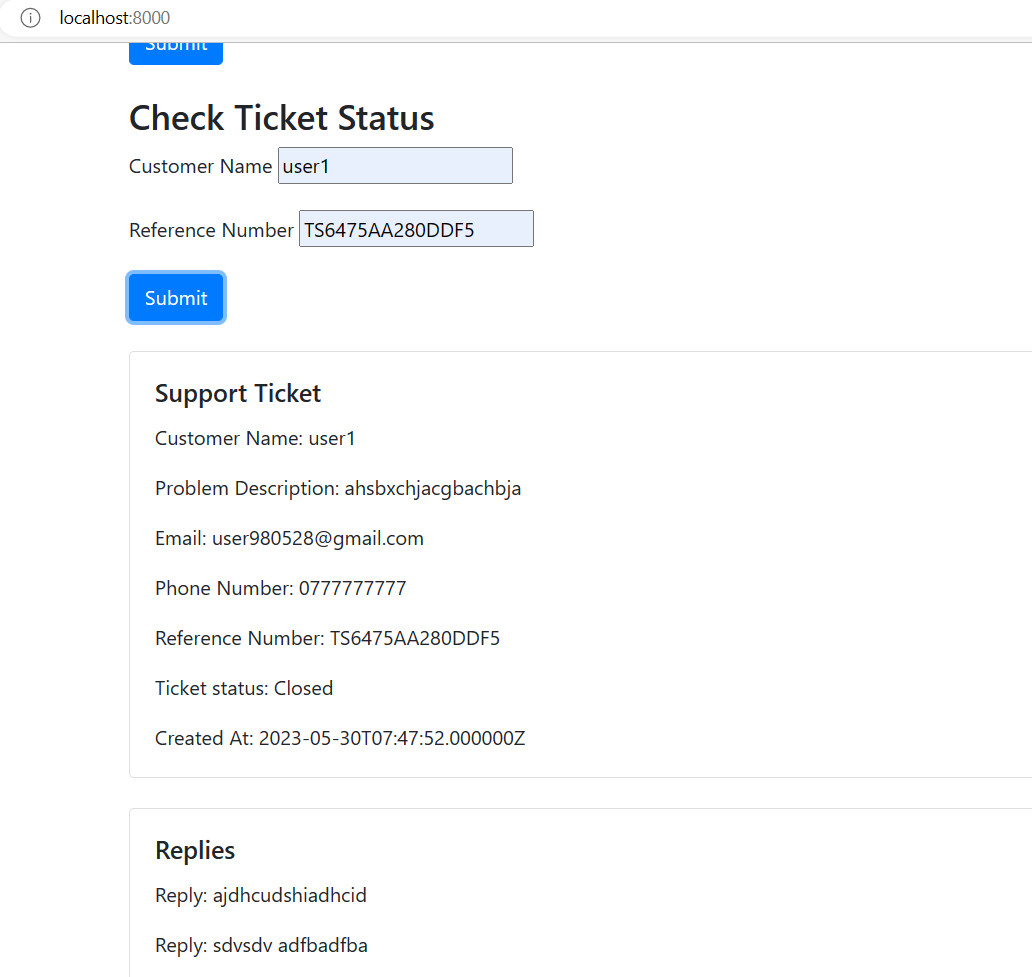 localhost:8000
Submit
Check Ticket Status
Customer Name user1
Reference Number TS6475AA280DDF5
Submit
Support Ticket
Customer Name: user1
Problem Description: ahsbxchjacgbachbja
Email: user980528@gmail.com
Phone Number: 0777777777
Reference Number: TS6475AA280DDF5
Ticket status: Closed
Created At: 2023-05-30T07:47:52.000000Z
Replies
Reply: ajdhcudshiadhcid
Reply: sdvsdv adfbadfba